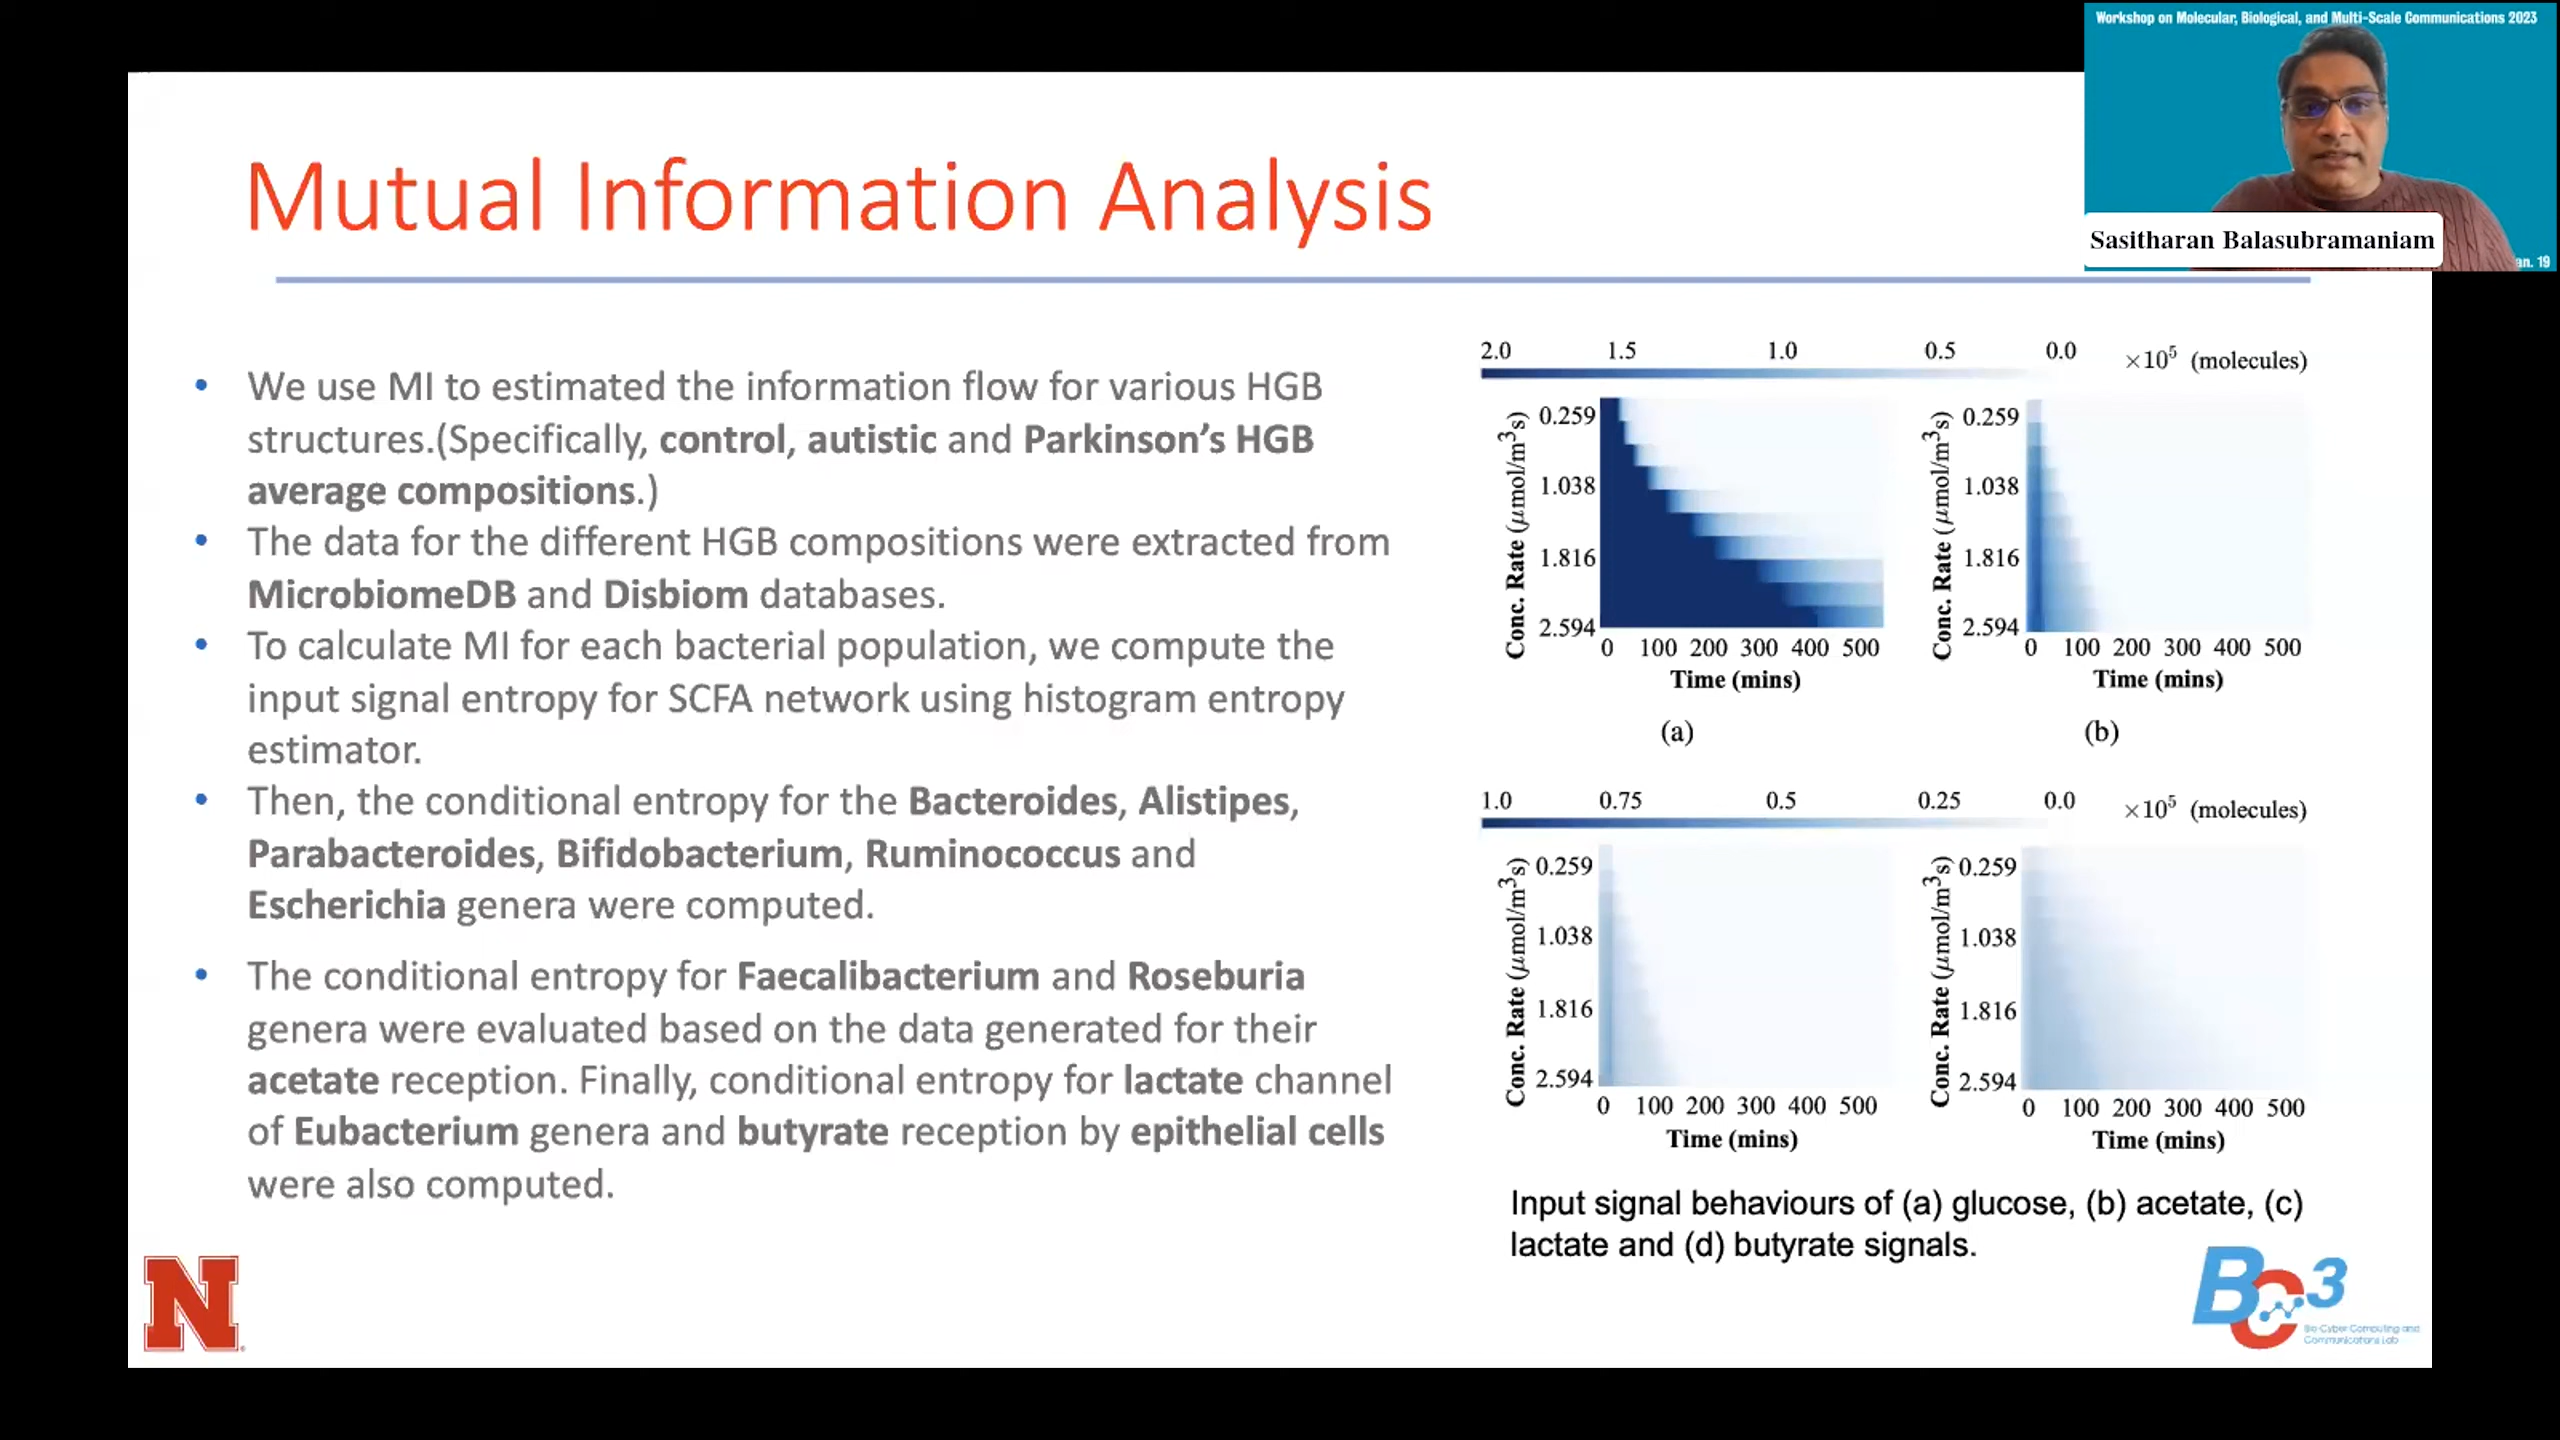 Workshop on Molecular, Biological, and Multi-Scale Communications 2023
Sasitharan Balasubramaniam
an. 19
Mutual Information Analysis
• We use MI to estimated the information flow for various HGB
structures.(Specifically, control, autistic and Parkinson’s HGB
average compositions.)
• The data for the different HGB compositions were extracted from
MicrobiomeDB and Disbiom databases.
• To calculate MI for each bacterial population, we compute the
input signal entropy for SCFA network using histogram entropy
estimator.
• Then, the conditional entropy for the Bacteroides, Alistipes,
Parabacteroides, Bifidobacterium, Ruminococcus and
Escherichia genera were computed.
• The conditional entropy for Faecalibacterium and Roseburia
genera were evaluated based on the data generated for their
acetate reception. Finally, conditional entropy for lactate channel
of Eubacterium genera and butyrate reception by epithelial cells
were also computed.
2.0 1.5 1.0 0.5 0.0 ×10⁵ (molecules)
Conc. Rate (μmol/m³s)
0.259
1.038
1.816
2.594
0 100 200 300 400 500
Time (mins)
(a)
Conc. Rate (μmol/m³s)
0.259
1.038
1.816
2.594
0 100 200 300 400 500
Time (mins)
(b)
1.0 0.75 0.5 0.25 0.0 ×10⁵ (molecules)
Conc. Rate (μmol/m³s)
0.259
1.038
1.816
2.594
0 100 200 300 400 500
Time (mins)
Conc. Rate (μmol/m³s)
0.259
1.038
1.816
2.594
0 100 200 300 400 500
Time (mins)
Input signal behaviours of (a) glucose, (b) acetate, (c)
lactate and (d) butyrate signals.
N
BC3
Bio-Cyber Computing and
Communications Lab